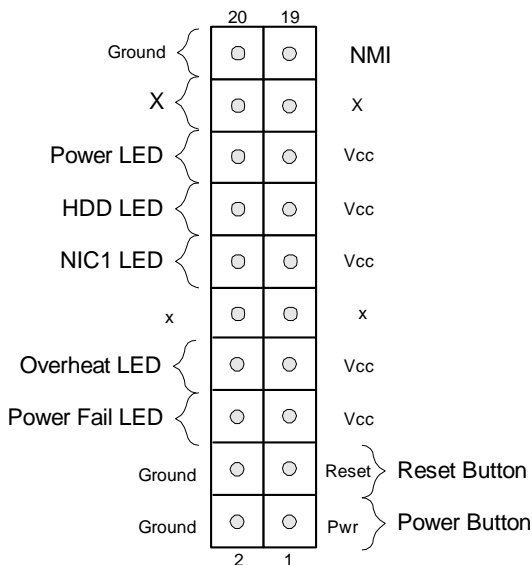 20 19
Ground NMI
X X
Power LED Vcc
HDD LED Vcc
NIC1 LED Vcc
x x
Overheat LED Vcc
Power Fail LED Vcc
Ground Reset Reset Button
Ground Pwr Power Button
2 1